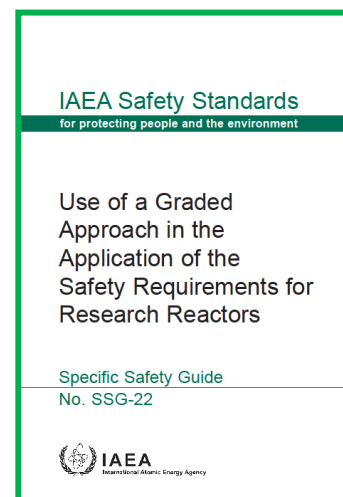 IAEA Safety Standards
for protecting people and the environment
Use of a Graded
Approach in the
Application of the
Safety Requirements for
Research Reactors
Specific Safety Guide
No. SSG-22
IAEA
International Atomic Energy Agency